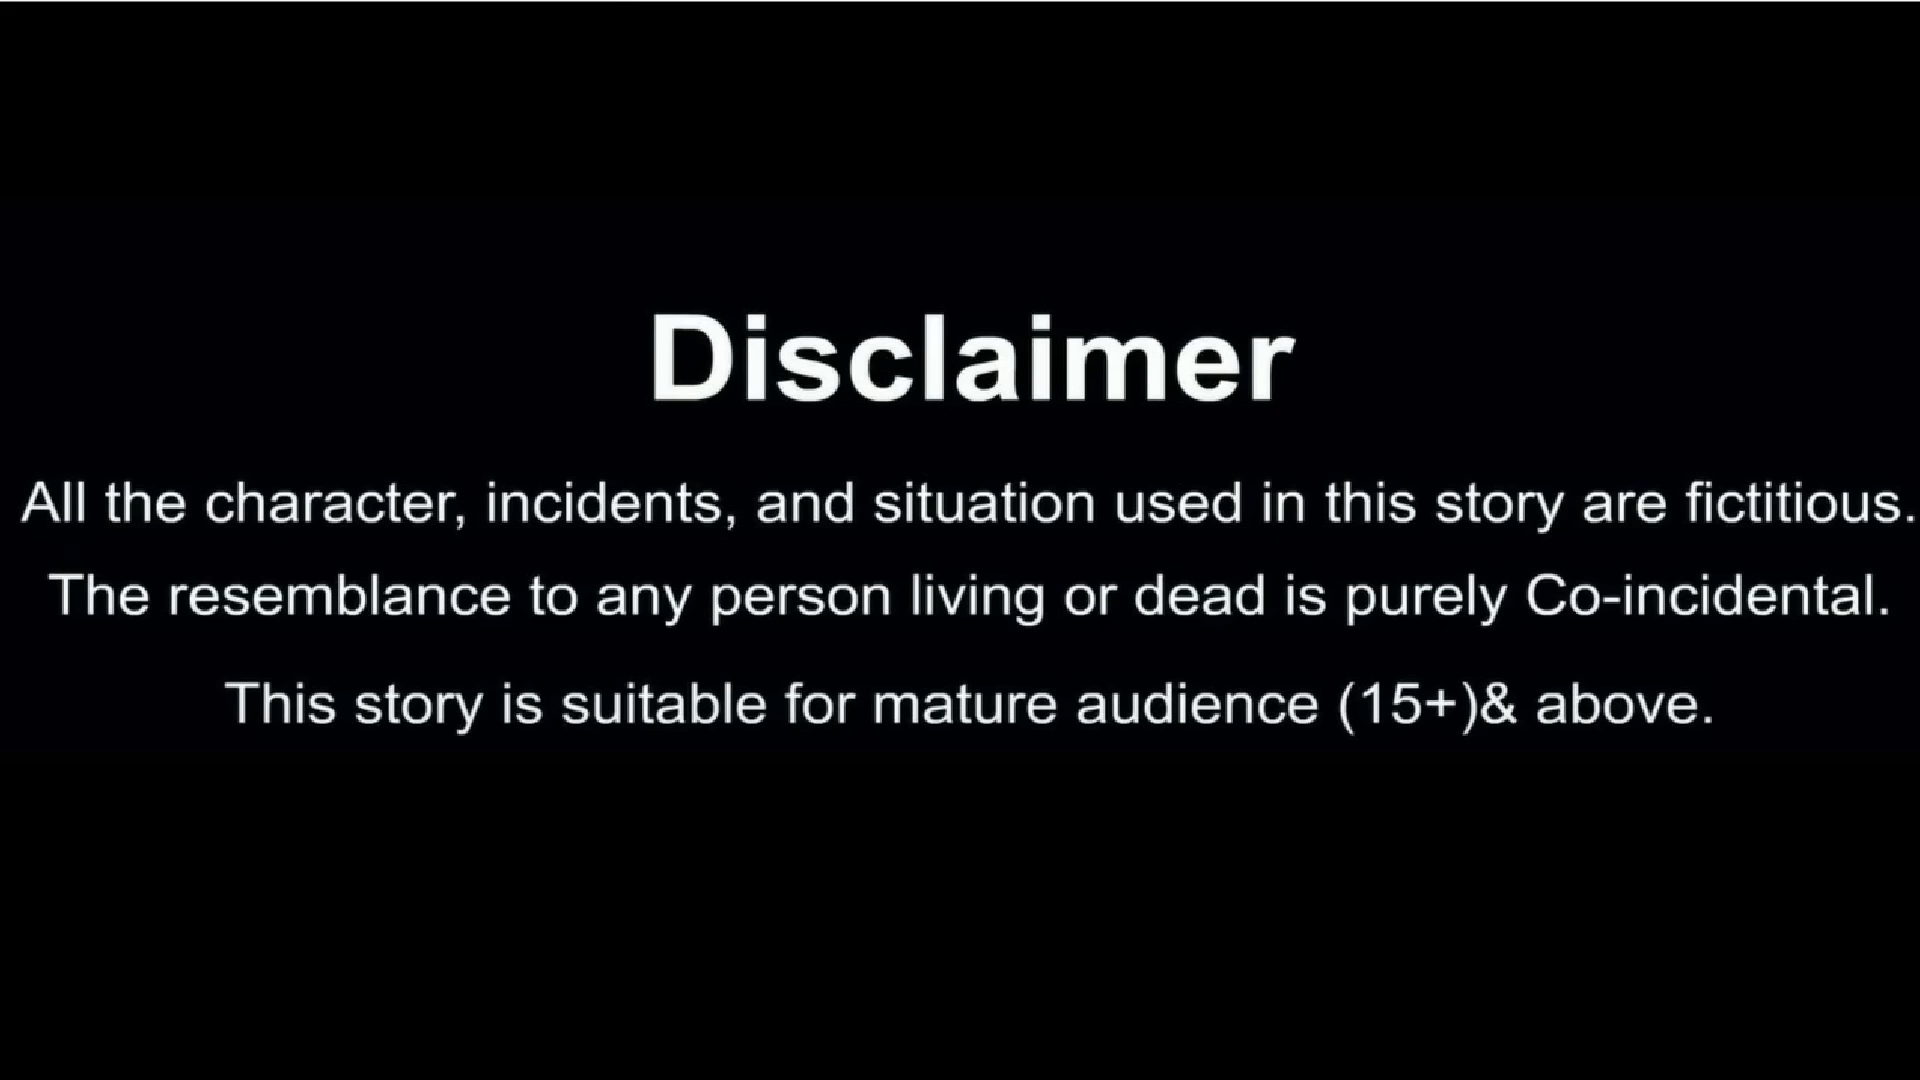 Disclaimer
All the character, incidents, and situation used in this story are fictitious.
The resemblance to any person living or dead is purely Co-incidental.
This story is suitable for mature audience (15+)& above.